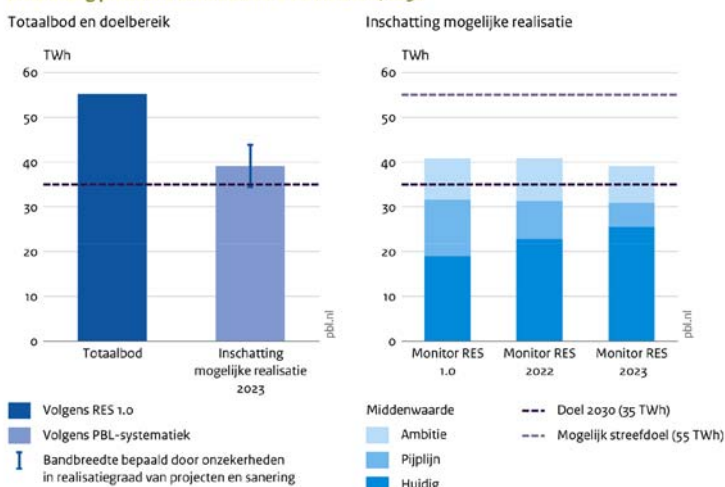 Totaalbod en doelbereik
TWh
60
50
40
30
20
10
0
Totaalbod
Inschatting
mogelijke realisatie
2023
pbl.nl
Volgens RES 1.0
Volgens PBL-systematiek
Bandbreedte bepaald door onzekerheden
in realisatiegraad van projecten en sanering
Inschatting mogelijke realisatie
TWh
60
50
40
30
20
10
0
Monitor RES
1.0
Monitor RES
2022
Monitor RES
2023
pbl.nl
Middenwaarde
Ambitie
Pijplijn
Huidig
Doel 2030 (35 TWh)
Mogelijk streefdoel (55 TWh)